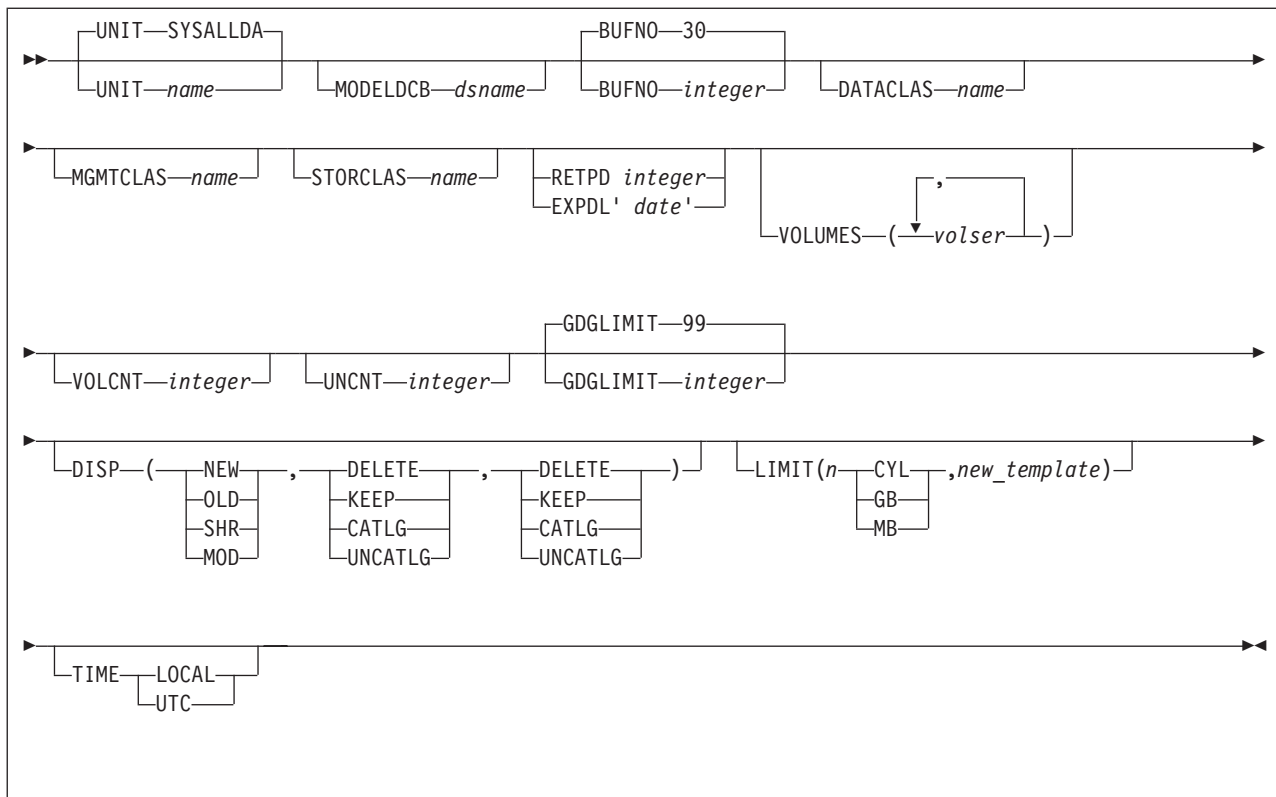 UNIT SYSALLDA
UNIT name
MODELDCB dsname
BUFNO 30
BUFNO integer
DATACLAS name
MGMTCLAS name
STORCLAS name
RETPD integer
EXPDL' date'
VOLUMES ( volser )
,
VOLCNT integer
UNCNT integer
GDGLIMIT 99
GDGLIMIT integer
DISP ( NEW , DELETE , DELETE )
OLD KEEP KEEP
SHR CATLG CATLG
MOD UNCATLG UNCATLG
LIMIT(n CYL ,new_template)
GB
MB
TIME LOCAL
UTC